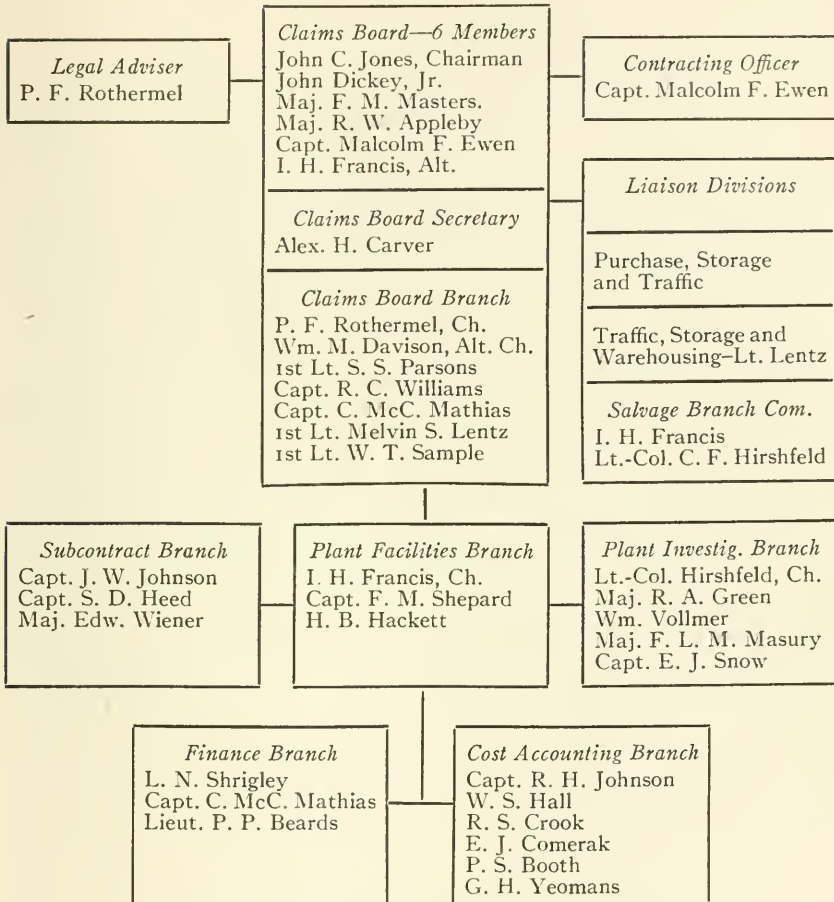 Legal Adviser
P. F. Rothermel
Claims Board—6 Members
John C. Jones, Chairman
John Dickey, Jr.
Maj. F. M. Masters.
Maj. R. W. Appleby
Capt. Malcolm F. Ewen
I. H. Francis, Alt.
Claims Board Secretary
Alex. H. Carver
Claims Board Branch
P. F. Rothermel, Ch.
Wm. M. Davison, Alt. Ch.
1st Lt. S. S. Parsons
Capt. R. C. Williams
Capt. C. McC. Mathias
1st Lt. Melvin S. Lentz
1st Lt. W. T. Sample
Contracting Officer
Capt. Malcolm F. Ewen
Liaison Divisions
Purchase, Storage
and Traffic
Traffic, Storage and
Warehousing–Lt. Lentz
Salvage Branch Com.
I. H. Francis
Lt.-Col. C. F. Hirshfeld
Subcontract Branch
Capt. J. W. Johnson
Capt. S. D. Heed
Maj. Edw. Wiener
Plant Facilities Branch
I. H. Francis, Ch.
Capt. F. M. Shepard
H. B. Hackett
Plant Investig. Branch
Lt.-Col. Hirshfeld, Ch.
Maj. R. A. Green
Wm. Vollmer
Maj. F. L. M. Masury
Capt. E. J. Snow
Finance Branch
L. N. Shrigley
Capt. C. McC. Mathias
Lieut. P. P. Beards
Cost Accounting Branch
Capt. R. H. Johnson
W. S. Hall
R. S. Crook
E. J. Comerak
P. S. Booth
G. H. Yeomans